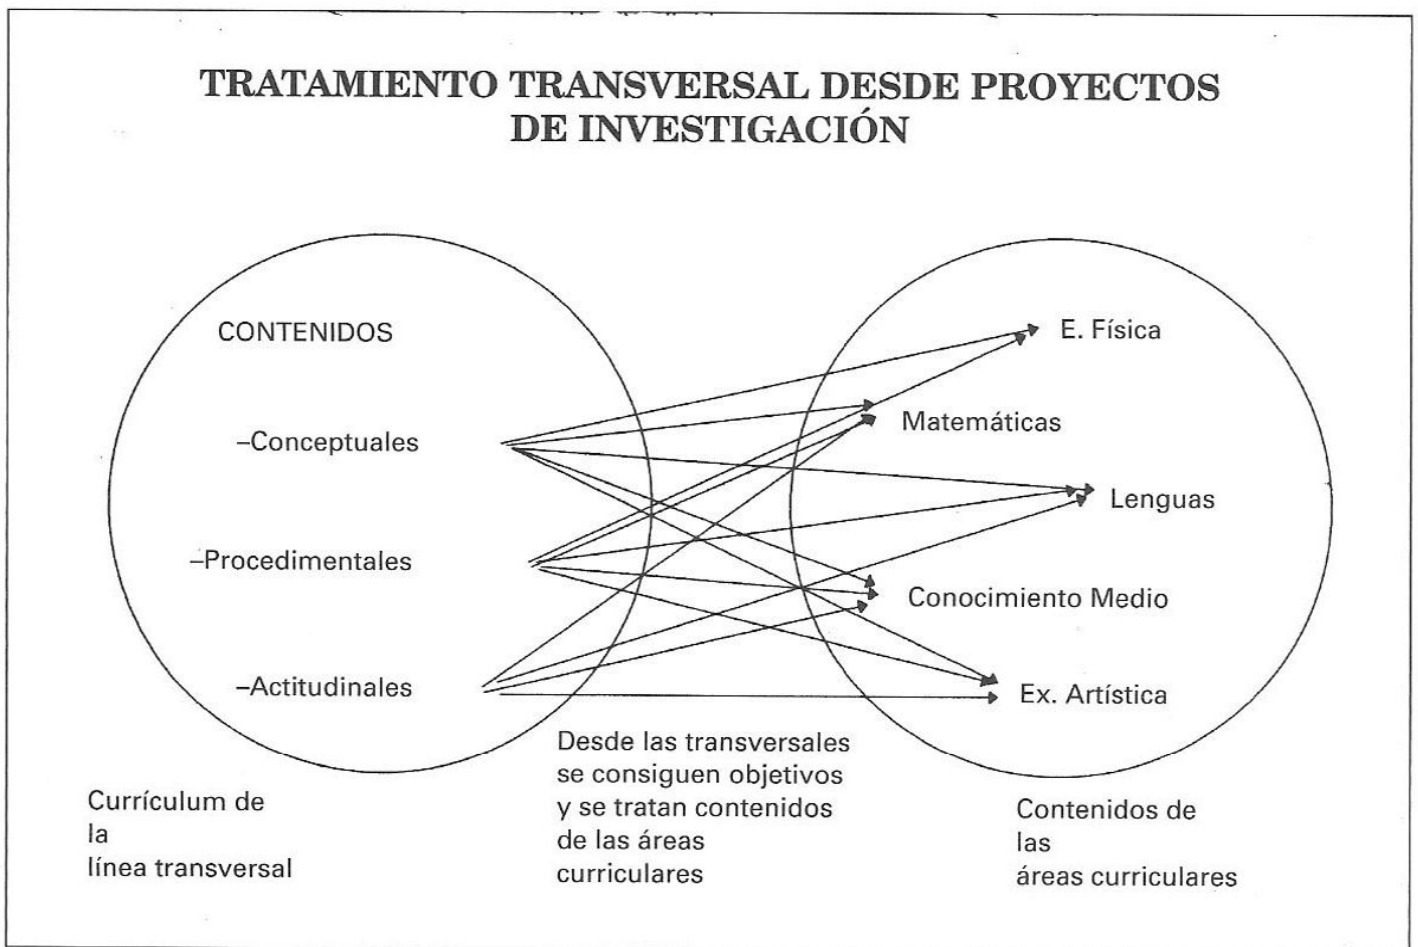 TRATAMIENTO TRANSVERSAL DESDE PROYECTOS
DE INVESTIGACIÓN
CONTENIDOS
–Conceptuales
–Procedimentales
–Actitudinales
E. Física
Matemáticas
Lenguas
Conocimiento Medio
Ex. Artística
Currículum de
la
línea transversal
Desde las transversales
se consiguen objetivos
y se tratan contenidos
de las áreas
curriculares
Contenidos de
las
áreas curriculares